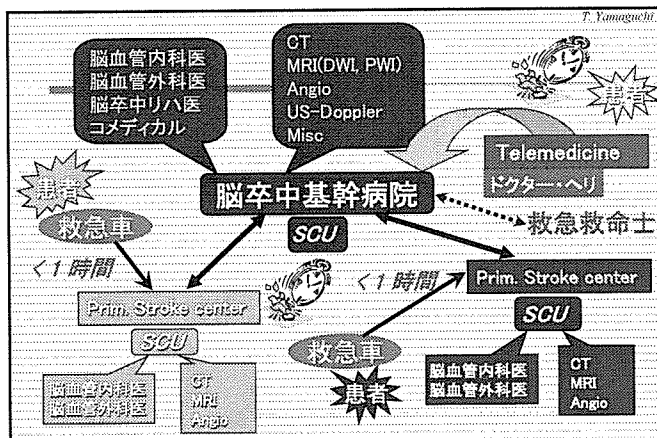 T. Yamaguchi
脳血管内科医
脳血管外科医
脳卒中リハ医
コメディカル
CT
MRI(DWI, PWI)
Angio
US-Doppler
Misc
患者
Telemedicine
ドクター・ヘリ
患者
救急車
脳卒中基幹病院
SCU
救急救命士
<1時間
Prim. Stroke center
SCU
脳血管内科医
脳血管外科医
CT
MRI
Angio
<1時間
救急車
患者
Prim. Stroke center
SCU
脳血管内科医
脳血管外科医
CT
MRI
Angio